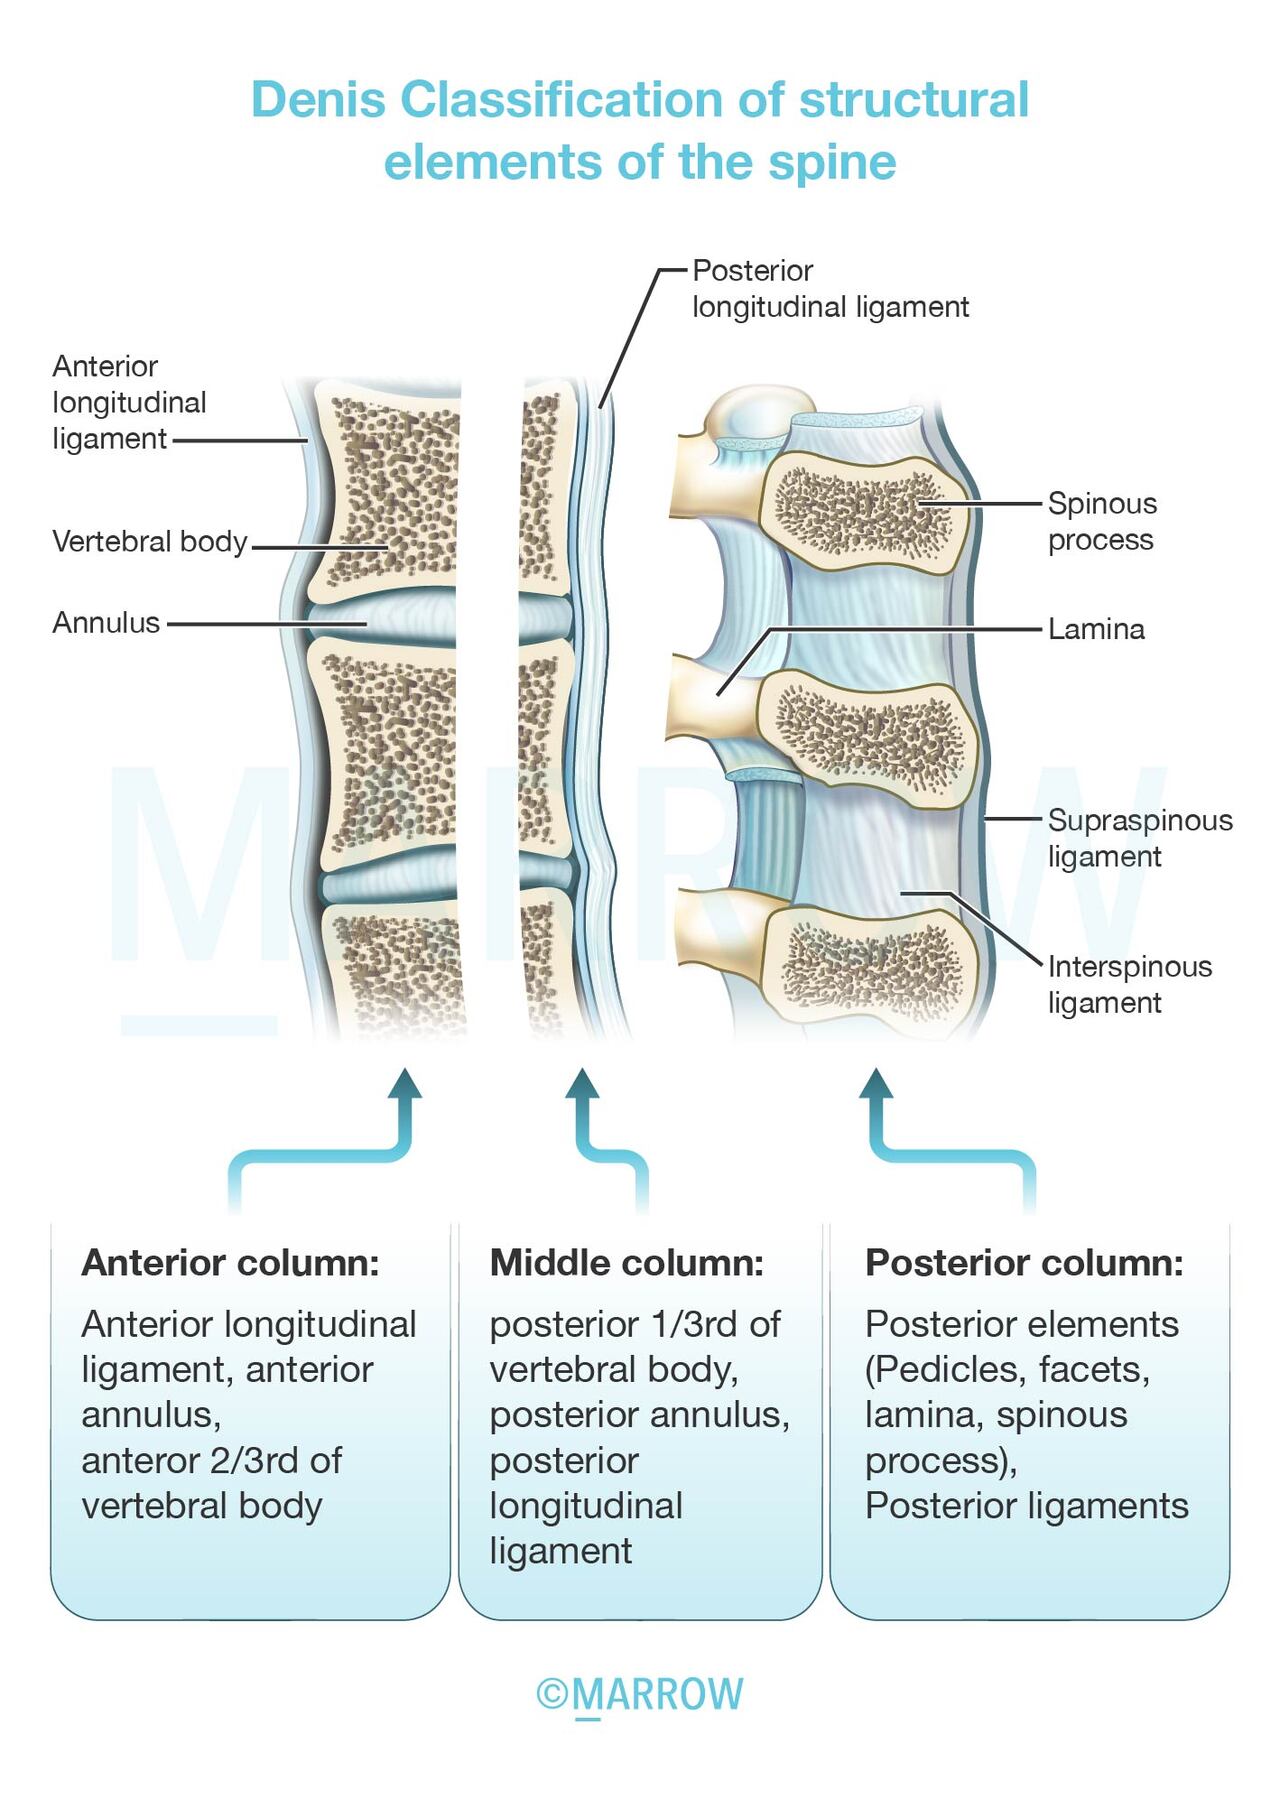 Denis Classification of structural
elements of the spine
Posterior
longitudinal ligament
Anterior
longitudinal
ligament
Vertebral body
Annulus
Spinous
process
Lamina
Supraspinous
ligament
Interspinous
ligament
MARROW
Anterior column:
Anterior longitudinal
ligament, anterior
annulus,
anteror 2/3rd of
vertebral body
Middle column:
posterior 1/3rd of
vertebral body,
posterior annulus,
posterior
longitudinal
ligament
Posterior column:
Posterior elements
(Pedicles, facets,
lamina, spinous
process),
Posterior ligaments
©MARROW